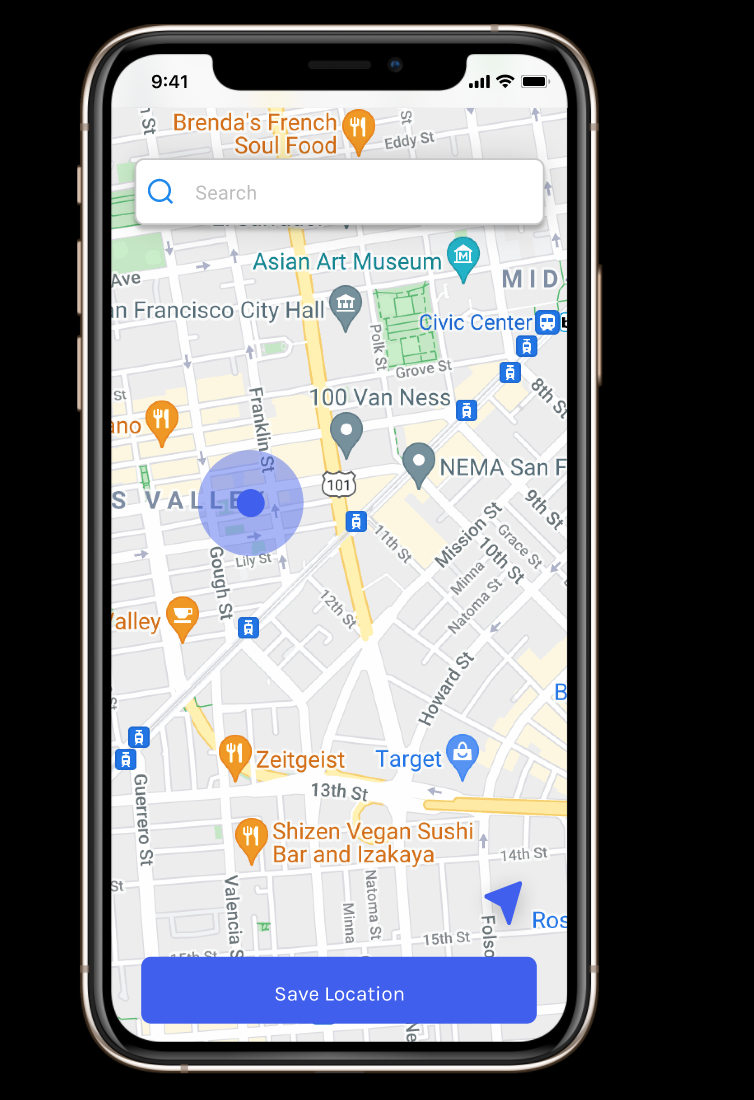 9:41
St
Brenda's French
Soul Food
St
Eddy St
Search
Asian Art Museum
Ave
MID
n Francisco City Hall
Civic Center
Polk St
Grove St
St
100 Van Ness
8th St
Franklin St
ano
NEMA San F
101
S VALLEY
9th St
Mission St
11th St
Grace St
10th St
Lily St
Gough St
Minna
Natoma St
12th St
alley
Howard St
B
Zeitgeist
Target
13th St
Guerrero St
Shizen Vegan Sushi
Bar and Izakaya
14th St
St
Valencia S
Natoma St
Minna
Folso
Ros
15th St
15th St
Save Location
Ne